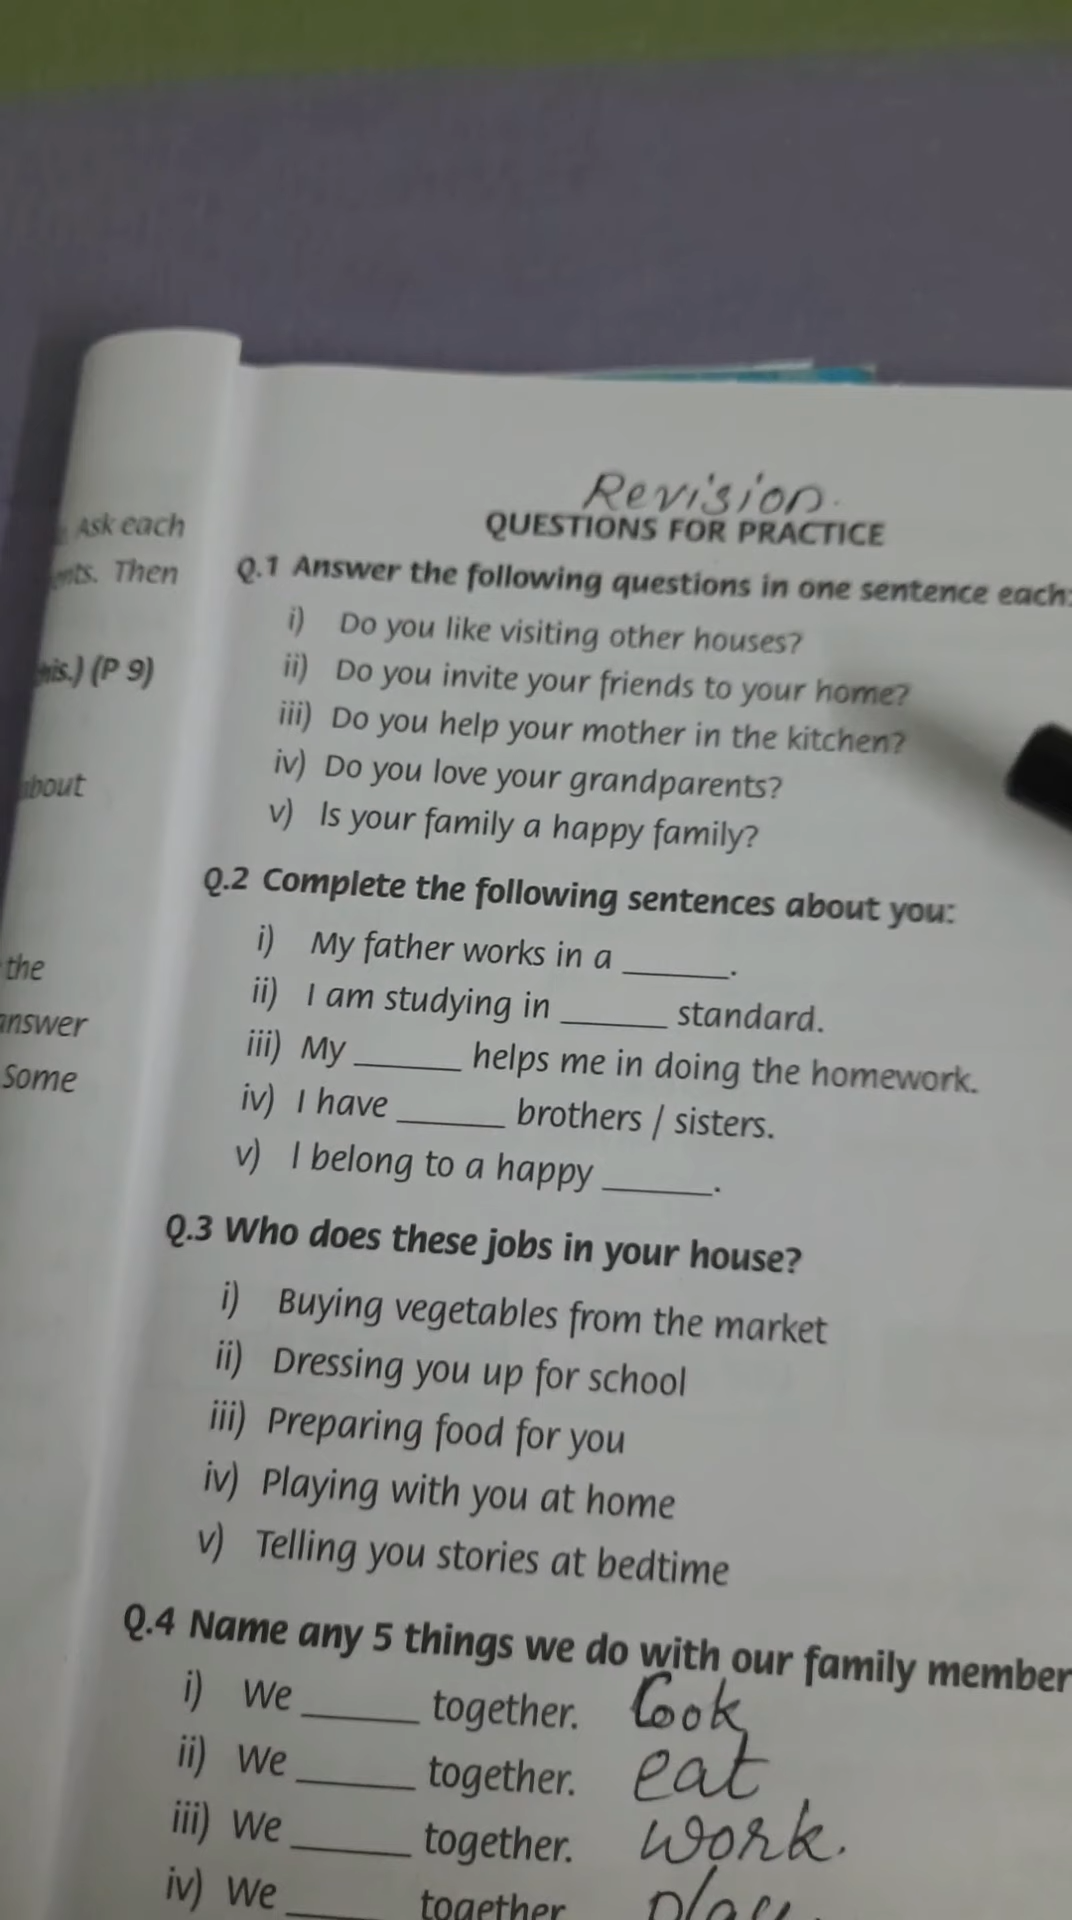 Revision.
QUESTIONS FOR PRACTICE
Q.1 Answer the following questions in one sentence each:
i) Do you like visiting other houses?
ii) Do you invite your friends to your home?
iii) Do you help your mother in the kitchen?
iv) Do you love your grandparents?
v) Is your family a happy family?
Q.2 Complete the following sentences about you:
i) My father works in a ______.
ii) I am studying in ______ standard.
iii) My ______ helps me in doing the homework.
iv) I have ______ brothers / sisters.
v) I belong to a happy ______.
Q.3 Who does these jobs in your house?
i) Buying vegetables from the market
ii) Dressing you up for school
iii) Preparing food for you
iv) Playing with you at home
v) Telling you stories at bedtime
Q.4 Name any 5 things we do with our family member
i) We ______ together. Cook
ii) We ______ together. eat
iii) We ______ together. work.
iv) We ______ together play
Ask each
Then
(P 9)
the
Some